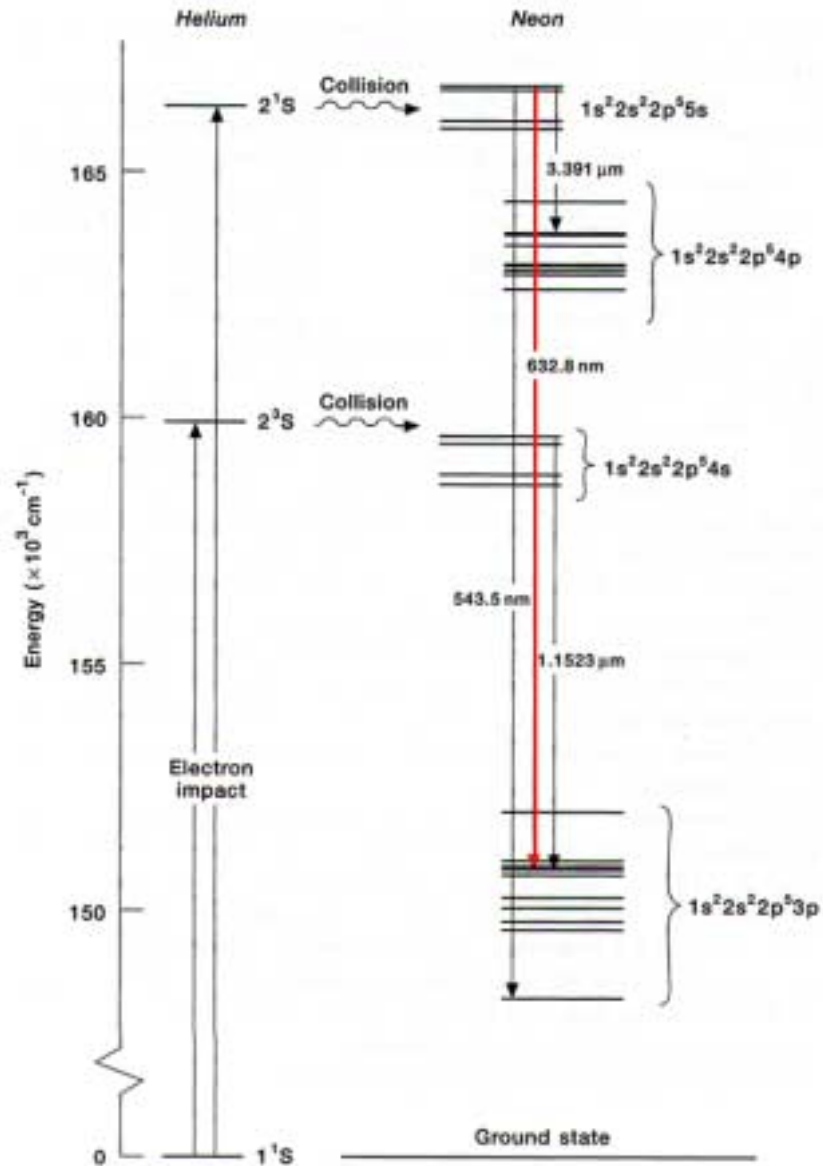 Helium
Neon
2¹S
Collision
1s²2s²2p⁵5s
165
3.391 µm
1s²2s²2p⁵4p
632.8 nm
160
2³S
Collision
1s²2s²2p⁵4s
Energy (×10³ cm⁻¹)
543.5 nm
155
1.1523 µm
Electron
impact
150
1s²2s²2p⁵3p
Ground state
0
1¹S